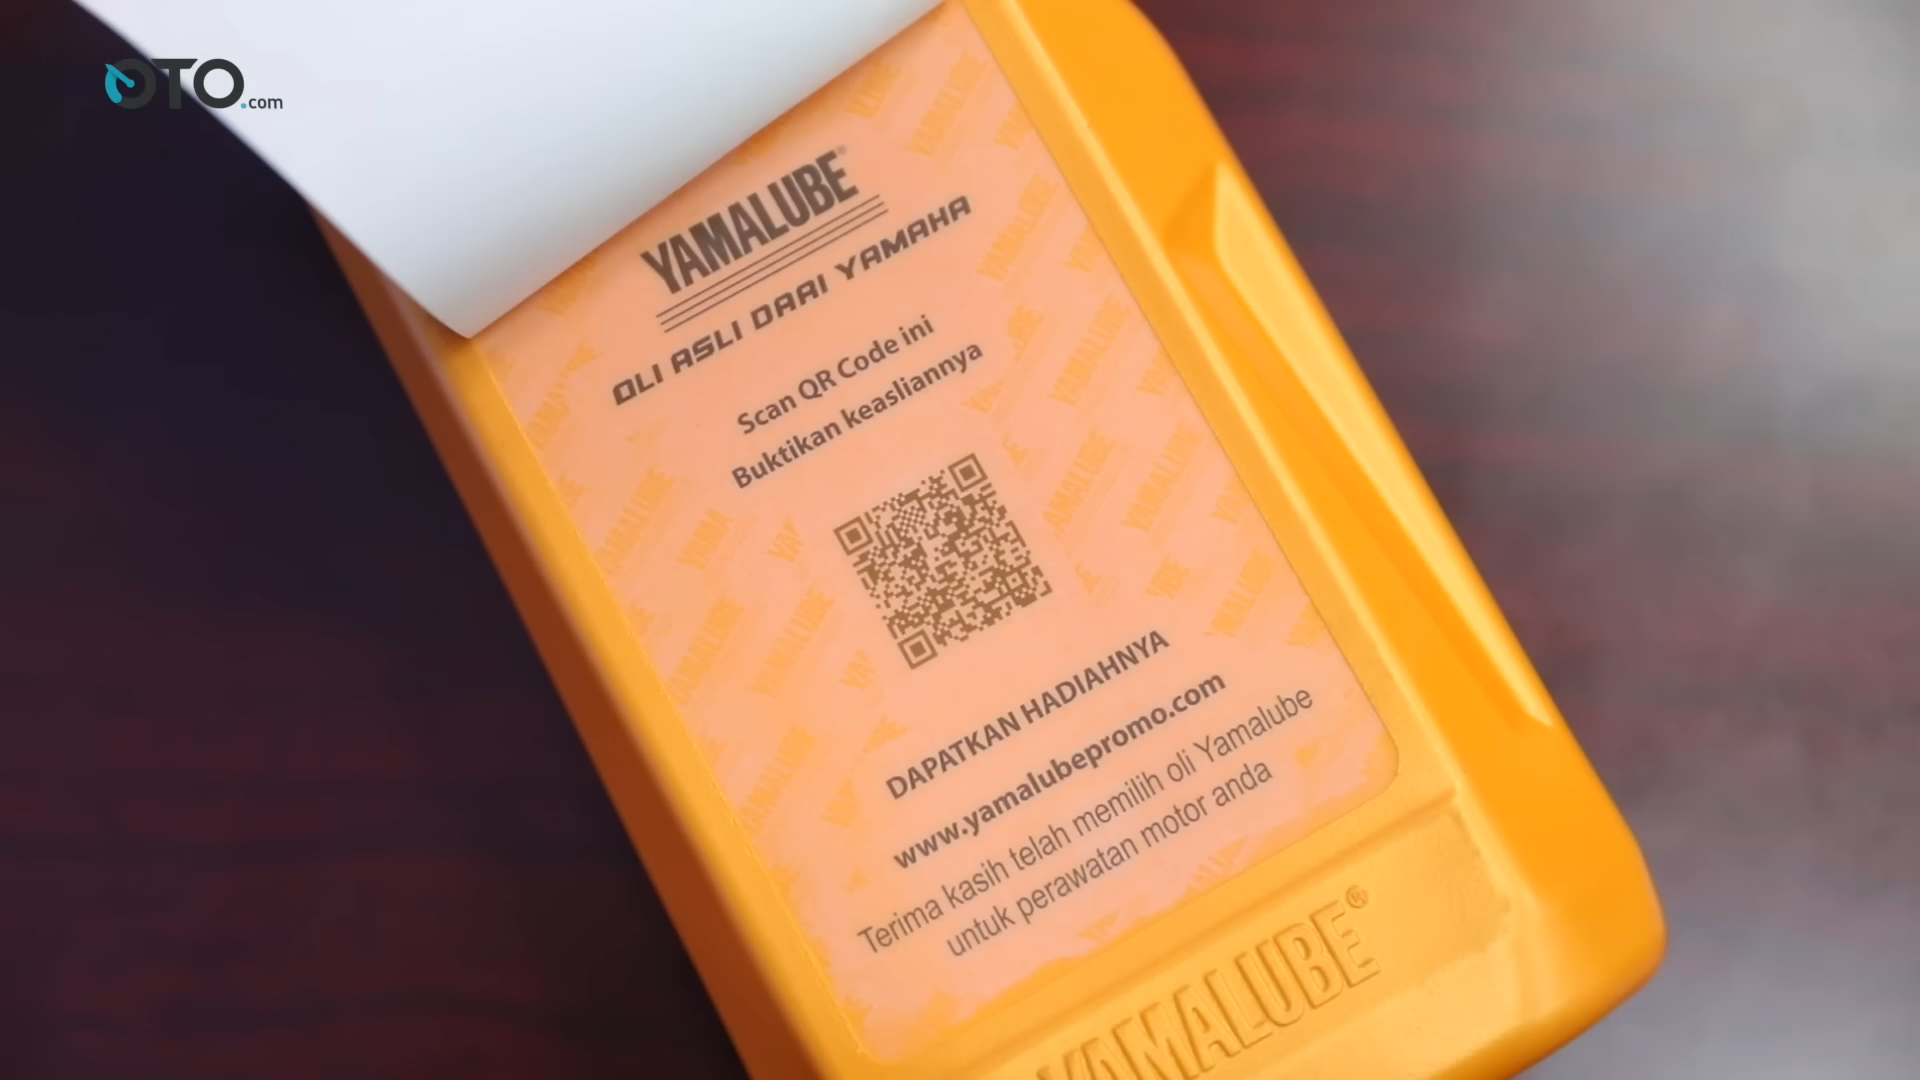 OTO.com
YAMALUBE®
OLI ASLI DARI YAMAHA
Scan QR Code ini
Buktikan keasliannya
DAPATKAN HADIAHNYA
www.yamalubepromo.com
Terima kasih telah memilih oli Yamalube
untuk perawatan motor anda
YAMALUBE®